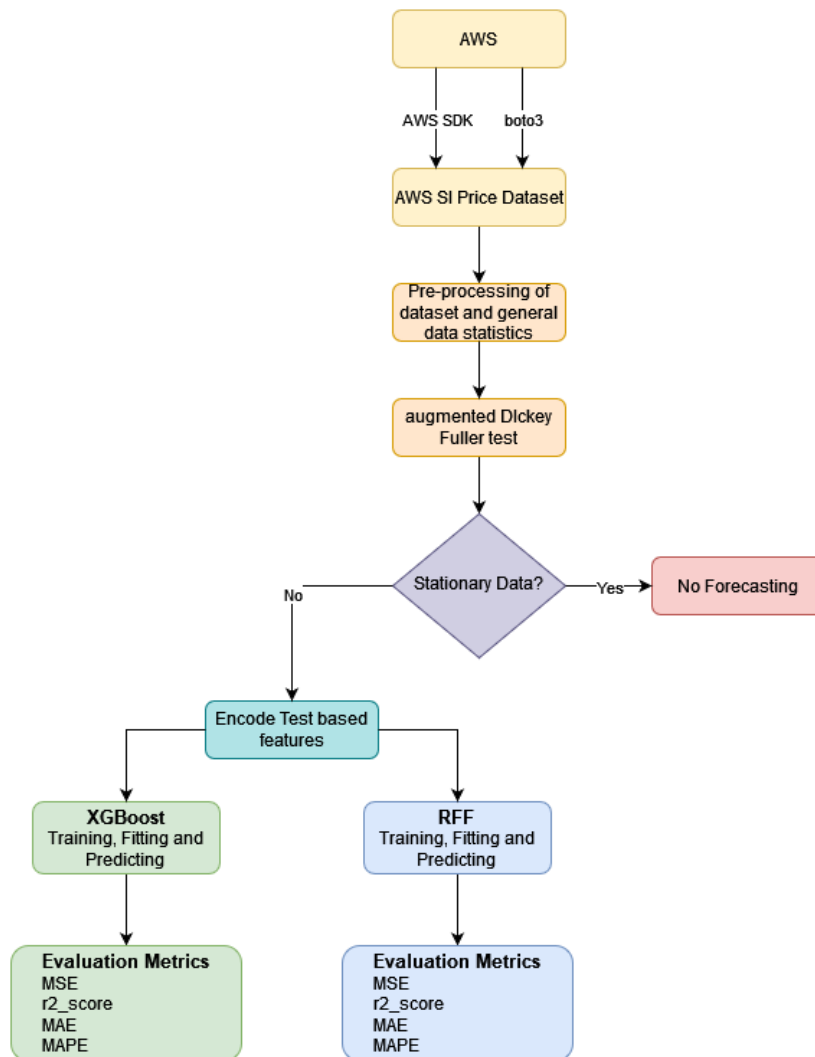 AWS
AWS SDK
boto3
AWS SI Price Dataset
Pre-processing of
dataset and general
data statistics
augmented DIckey
Fuller test
Stationary Data?
Yes
No Forecasting
No
Encode Test based
features
XGBoost
Training, Fitting and
Predicting
RFF
Training, Fitting and
Predicting
Evaluation Metrics
MSE
r2_score
MAE
MAPE
Evaluation Metrics
MSE
r2_score
MAE
MAPE